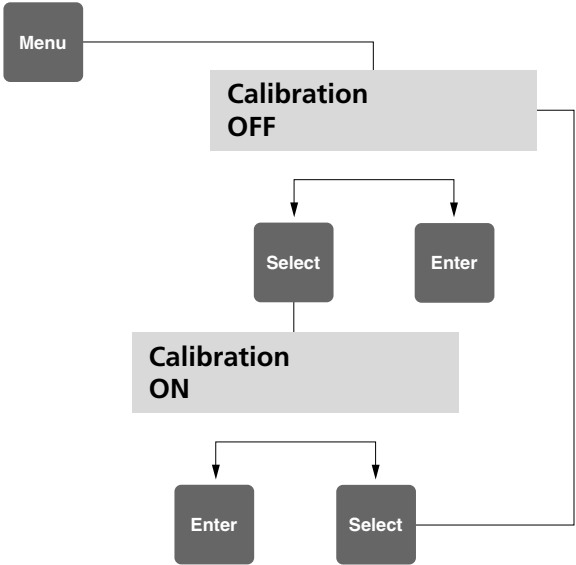 Menu
Calibration
OFF
Select
Enter
Calibration
ON
Enter
Select